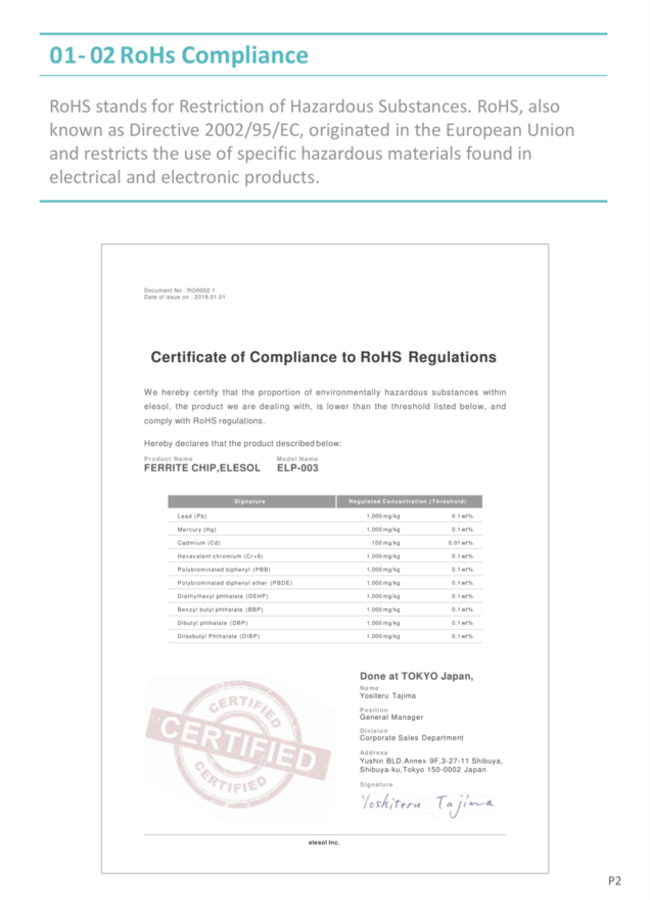 01- 02 RoHs Compliance
RoHS stands for Restriction of Hazardous Substances. RoHS, also
known as Directive 2002/95/EC, originated in the European Union
and restricts the use of specific hazardous materials found in
electrical and electronic products.
Document No : RO0002-1
Date of issue on : 2019.01.01
Certificate of Compliance to RoHS Regulations
We hereby certify that the proportion of environmentally hazardous substances within
elesol, the product we are dealing with, is lower than the threshold listed below, and
comply with RoHS regulations.
Hereby declares that the product described below:
Product Name Model Name
FERRITE CHIP,ELESOL ELP-003
Signature Regulated Concentration (Threshold)
Lead (Pb) 1,000 mg/kg 0.1 wt%
Mercury (Hg) 1,000 mg/kg 0.1 wt%
Cadmium (Cd) 100 mg/kg 0.01 wt%
Hexavalent chromium (Cr+6) 1,000 mg/kg 0.1 wt%
Polybrominated biphenyl (PBB) 1,000 mg/kg 0.1 wt%
Polybrominated diphenyl ether (PBDE) 1,000 mg/kg 0.1 wt%
Diethylhexyl phthalate (DEHP) 1,000 mg/kg 0.1 wt%
Benzyl butyl phthalate (BBP) 1,000 mg/kg 0.1 wt%
Dibutyl phthalate (DBP) 1,000 mg/kg 0.1 wt%
Diisobutyl Phthalate (DIBP) 1,000 mg/kg 0.1 wt%
CERTIFIED
CERTIFIED
CERTIFIED
Done at TOKYO Japan,
Name
Yositeru Tajima
Position
General Manager
Division
Corporate Sales Department
Address
Yushin BLD.Annex 9F,3-27-11 Shibuya,
Shibuya-ku,Tokyo 150-0002 Japan
Signature
Yoshiteru Tajima
elesol Inc.
P2